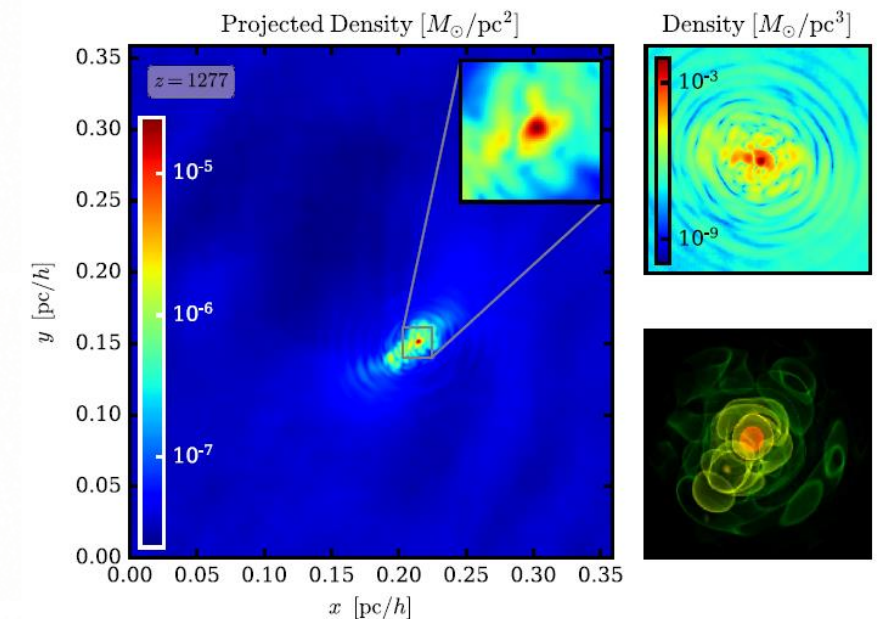 Projected Density [M⊙/pc²]
Density [M⊙/pc³]
z = 1277
0.35
0.30
0.25
0.20
0.15
0.10
0.05
0.00
y [pc/h]
10⁻⁵
10⁻⁶
10⁻⁷
0.00 0.05 0.10 0.15 0.20 0.25 0.30 0.35
x [pc/h]
10⁻³
10⁻⁹